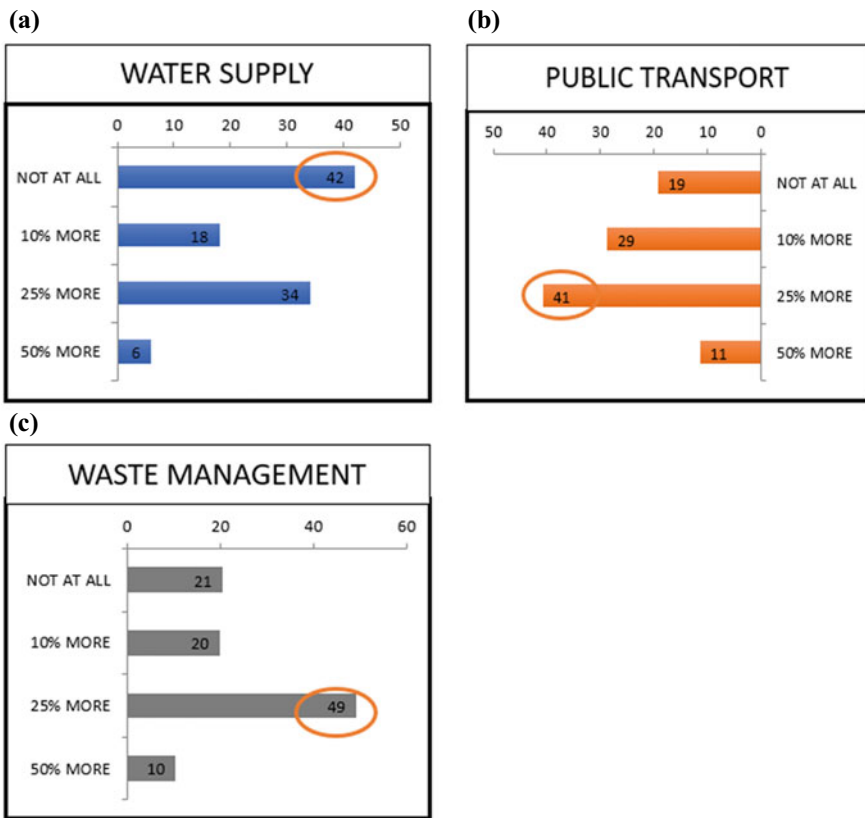 (a)
WATER SUPPLY
0 10 20 30 40 50
NOT AT ALL 42
10% MORE 18
25% MORE 34
50% MORE 6
(b)
PUBLIC TRANSPORT
50 40 30 20 10 0
19 NOT AT ALL
29 10% MORE
41 25% MORE
11 50% MORE
(c)
WASTE MANAGEMENT
0 20 40 60
NOT AT ALL 21
10% MORE 20
25% MORE 49
50% MORE 10